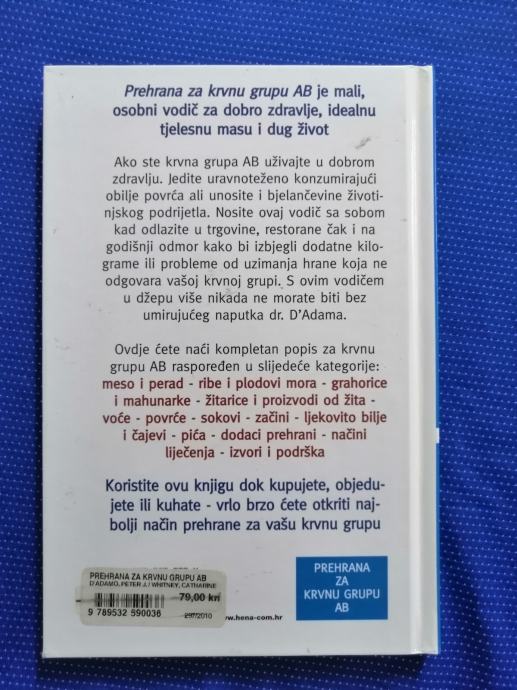 Prehrana za krvnu grupu AB je mali,
osobni vodič za dobro zdravlje, idealnu
tjelesnu masu i dug život
Ako ste krvna grupa AB uživajte u dobrom
zdravlju. Jedite uravnoteženo konzumirajući
obilje povrća ali unosite i bjelančevine životi-
njskog podrijetla. Nosite ovaj vodič sa sobom
kad odlazite u trgovine, restorane čak i na
godišnji odmor kako bi izbjegli dodatne kilo-
grame ili probleme od uzimanja hrane koja ne
odgovara vašoj krvnoj grupi. S ovim vodičem
u džepu više nikada ne morate biti bez
umirujućeg naputka dr. D'Adama.
Ovdje ćete naći kompletan popis za krvnu
grupu AB raspoređen u slijedeće kategorije:
meso i perad - ribe i plodovi mora - grahorice
i mahunarke - žitarice i proizvodi od žita -
voće - povrće - sokovi - začini - ljekovito bilje
i čajevi - pića - dodaci prehrani - načini
liječenja - izvori i podrška
Koristite ovu knjigu dok kupujete, objedu-
jete ili kuhate - vrlo brzo ćete otkriti naj-
bolji način prehrane za vašu krvnu grupu
PREHRANA ZA KRVNU GRUPU AB
D'ADAMO, PETER J./ WHITNEY, CATHARINE
79,00 kn
9 789532 590036
297/2010
www.hena-com.hr
PREHRANA
ZA
KRVNU GRUPU
AB